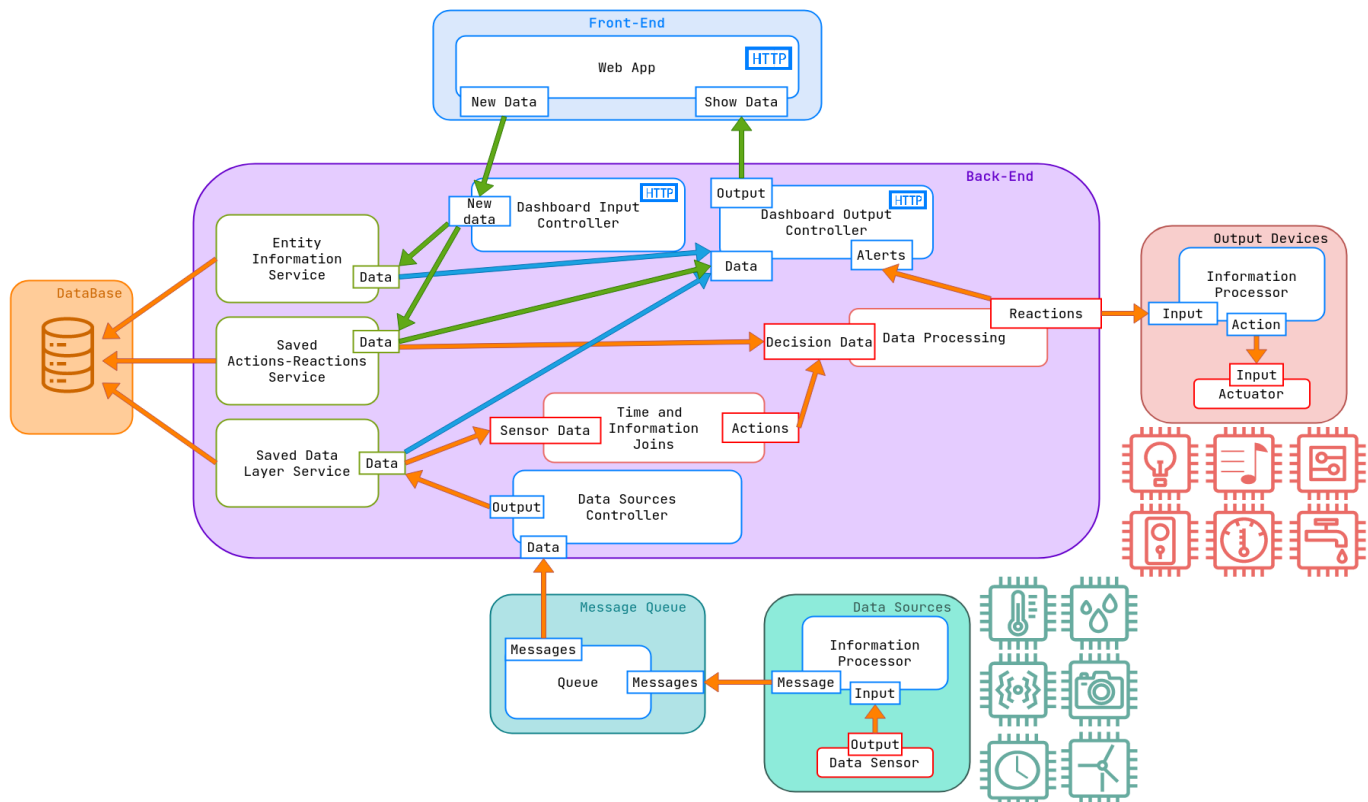 Front-End
HTTP
Web App
New Data
Show Data
Back-End
HTTP
New
data
Dashboard Input
Controller
Output
HTTP
Dashboard Output
Controller
Data
Alerts
Entity
Information
Service
Data
Saved
Actions-Reactions
Service
Data
Saved Data
Layer Service
Data
DataBase
Reactions
Decision Data
Data Processing
Time and
Information
Joins
Sensor Data
Actions
Output
Data Sources
Controller
Data
Output Devices
Information
Processor
Input
Action
Input
Actuator
Message Queue
Messages
Queue
Messages
Data Sources
Information
Processor
Message
Input
Output
Data Sensor